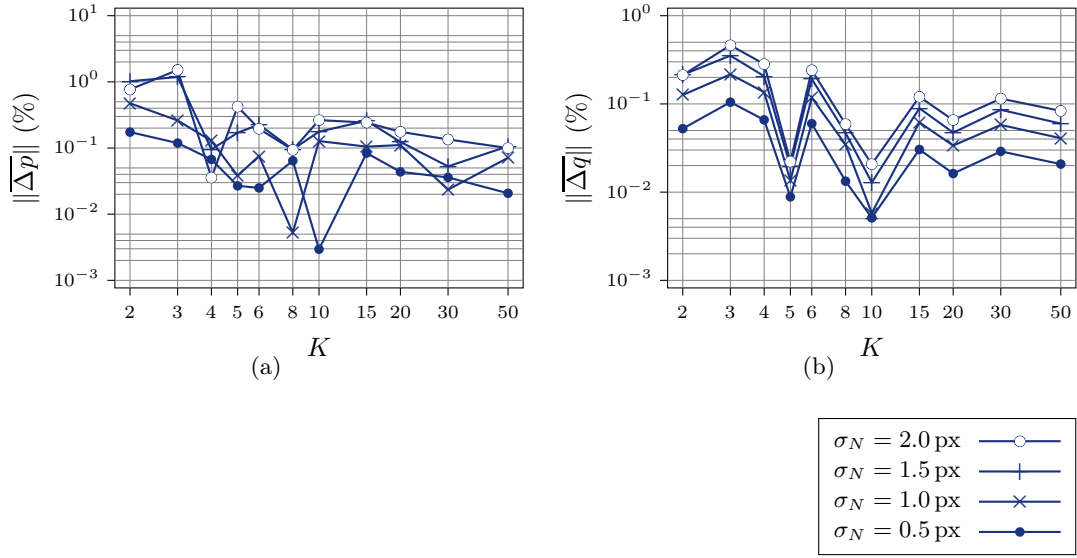 10^1
10^0
10^−1
10^−2
10^−3
||\overline{Δp}|| (%)
2 3 4 5 6 8 10 15 20 30 50
K
(a)
10^0
10^−1
10^−2
10^−3
||\overline{Δq}|| (%)
2 3 4 5 6 8 10 15 20 30 50
K
(b)
σ_N = 2.0 px
σ_N = 1.5 px
σ_N = 1.0 px
σ_N = 0.5 px